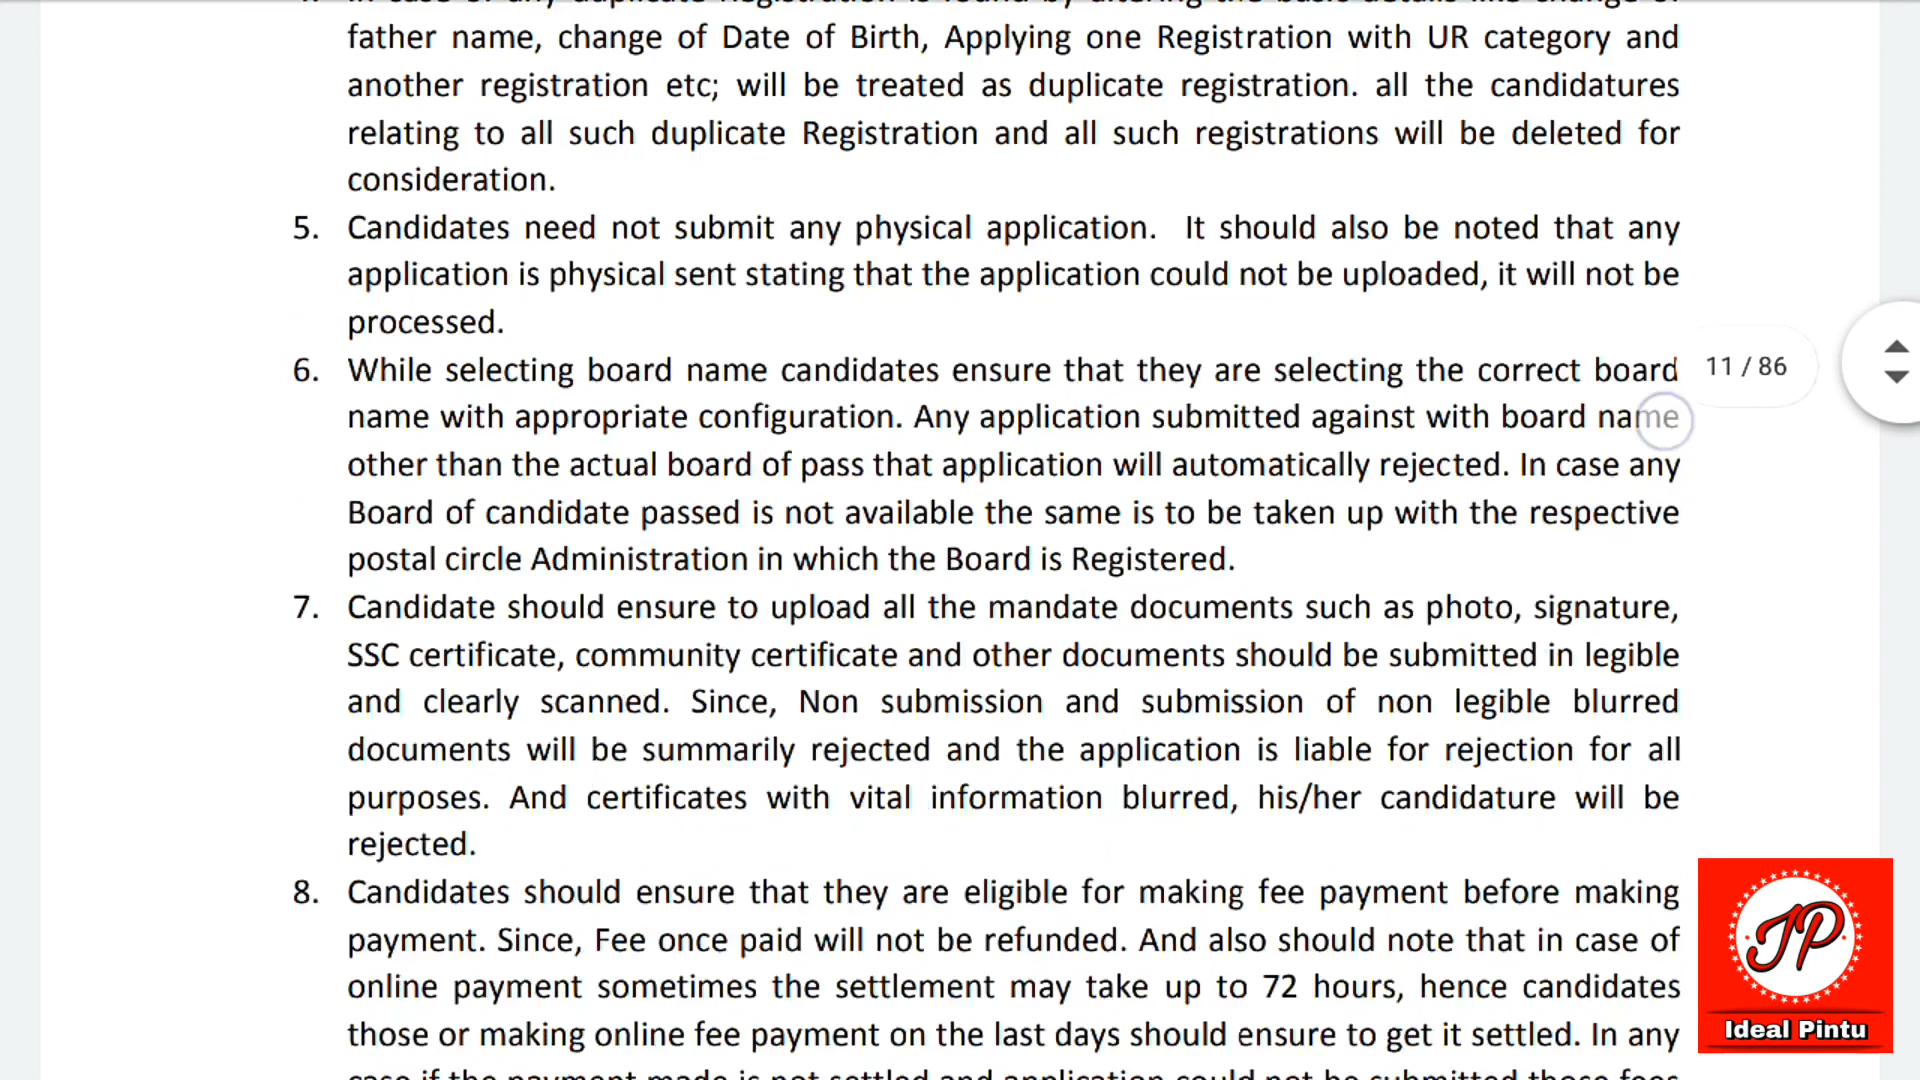 father name, change of Date of Birth, Applying one Registration with UR category and
another registration etc; will be treated as duplicate registration. all the candidatures
relating to all such duplicate Registration and all such registrations will be deleted for
consideration.
5. Candidates need not submit any physical application. It should also be noted that any
application is physical sent stating that the application could not be uploaded, it will not be
processed.
6. While selecting board name candidates ensure that they are selecting the correct board
name with appropriate configuration. Any application submitted against with board name
other than the actual board of pass that application will automatically rejected. In case any
Board of candidate passed is not available the same is to be taken up with the respective
postal circle Administration in which the Board is Registered.
11 / 86
7. Candidate should ensure to upload all the mandate documents such as photo, signature,
SSC certificate, community certificate and other documents should be submitted in legible
and clearly scanned. Since, Non submission and submission of non legible blurred
documents will be summarily rejected and the application is liable for rejection for all
purposes. And certificates with vital information blurred, his/her candidature will be
rejected.
8. Candidates should ensure that they are eligible for making fee payment before making
payment. Since, Fee once paid will not be refunded. And also should note that in case of
online payment sometimes the settlement may take up to 72 hours, hence candidates
those or making online fee payment on the last days should ensure to get it settled. In any
Ideal Pintu